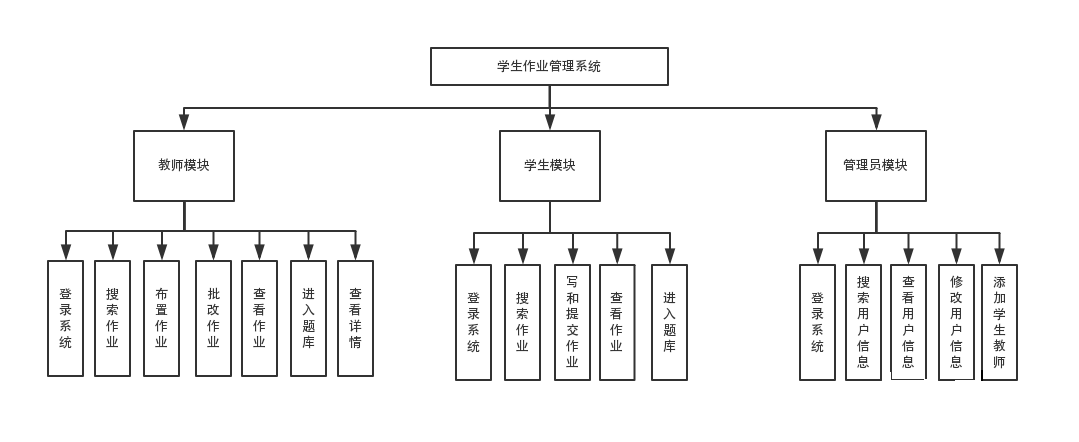 学生作业管理系统
教师模块
学生模块
管理员模块
登录系统
搜索作业
布置作业
批改作业
查看作业
进入题库
查看详情
登录系统
搜索作业
写和提交作业
查看作业
进入题库
登录系统
搜索用户信息
查看用户信息
修改用户信息
添加学生教师